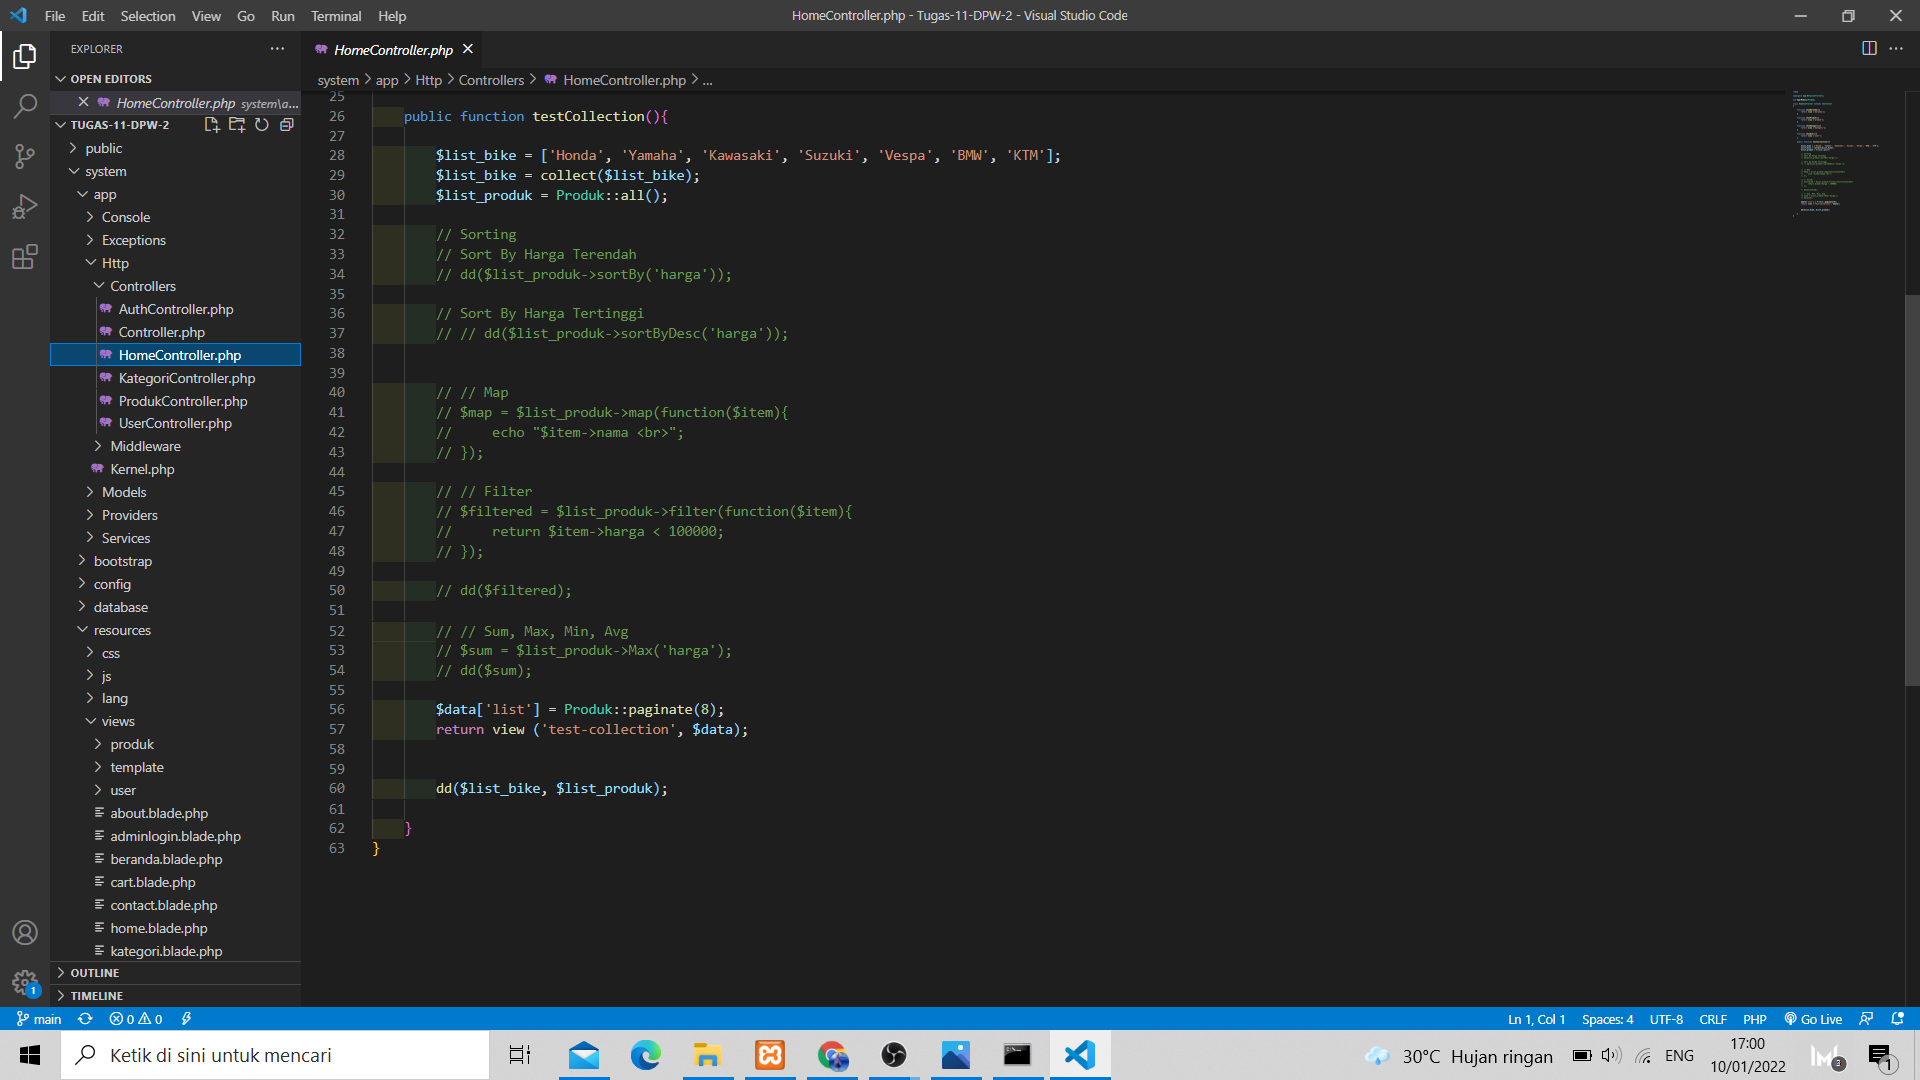 File Edit Selection View Go Run Terminal Help
HomeController.php - Tugas-11-DPW-2 - Visual Studio Code
EXPLORER
OPEN EDITORS
HomeController.php system\a...
TUGAS-11-DPW-2
public
system
app
Console
Exceptions
Http
Controllers
AuthController.php
Controller.php
HomeController.php
KategoriController.php
ProdukController.php
UserController.php
Middleware
Kernel.php
Models
Providers
Services
bootstrap
config
database
resources
css
js
lang
views
produk
template
user
about.blade.php
adminlogin.blade.php
beranda.blade.php
cart.blade.php
contact.blade.php
home.blade.php
kategori.blade.php
OUTLINE
TIMELINE
HomeController.php
system > app > Http > Controllers > HomeController.php > ...
25
26 public function testCollection(){
27
28 $list_bike = ['Honda', 'Yamaha', 'Kawasaki', 'Suzuki', 'Vespa', 'BMW', 'KTM'];
29 $list_bike = collect($list_bike);
30 $list_produk = Produk::all();
31
32 // Sorting
33 // Sort By Harga Terendah
34 // dd($list_produk->sortBy('harga'));
35
36 // Sort By Harga Tertinggi
37 // // dd($list_produk->sortByDesc('harga'));
38
39
40 // // Map
41 // $map = $list_produk->map(function($item){
42 //     echo "$item->nama <br>";
43 // });
44
45 // // Filter
46 // $filtered = $list_produk->filter(function($item){
47 //     return $item->harga < 100000;
48 // });
49
50 // dd($filtered);
51
52 // // Sum, Max, Min, Avg
53 // $sum = $list_produk->Max('harga');
54 // dd($sum);
55
56 $data['list'] = Produk::paginate(8);
57 return view ('test-collection', $data);
58
59
60 dd($list_bike, $list_produk);
61
62 }
63 }
1
main 0 0
Ln 1, Col 1 Spaces: 4 UTF-8 CRLF PHP Go Live
Ketik di sini untuk mencari
30°C Hujan ringan
ENG
17:00
10/01/2022
3
1